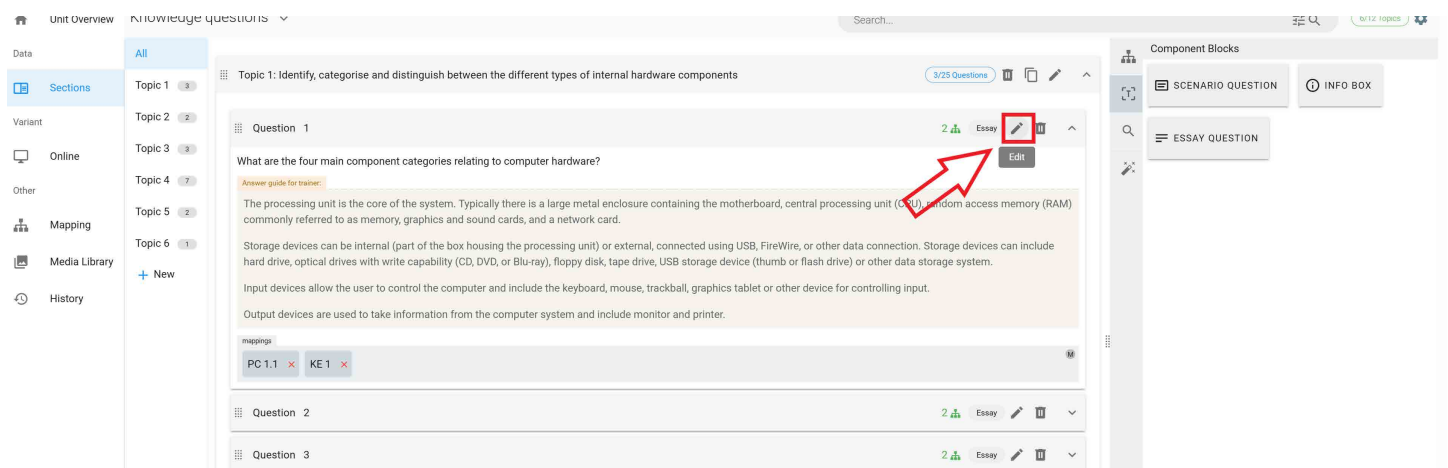 Unit Overview
Knowledge questions
Search...
6/12 Topics
Data
Sections
Variant
Online
Other
Mapping
Media Library
History
All
Topic 1 3
Topic 2 2
Topic 3 3
Topic 4 7
Topic 5 2
Topic 6 1
+ New
Topic 1: Identify, categorise and distinguish between the different types of internal hardware components
3/25 Questions
Question 1
2 Essay
Edit
What are the four main component categories relating to computer hardware?
Answer guide for trainer:
The processing unit is the core of the system. Typically there is a large metal enclosure containing the motherboard, central processing unit (CPU), random access memory (RAM)
commonly referred to as memory, graphics and sound cards, and a network card.
Storage devices can be internal (part of the box housing the processing unit) or external, connected using USB, FireWire, or other data connection. Storage devices can include
hard drive, optical drives with write capability (CD, DVD, or Blu-ray), floppy disk, tape drive, USB storage device (thumb or flash drive) or other data storage system.
Input devices allow the user to control the computer and include the keyboard, mouse, trackball, graphics tablet or other device for controlling input.
Output devices are used to take information from the computer system and include monitor and printer.
mappings
PC 1.1 × KE 1 ×
M
Question 2
2 Essay
Question 3
2 Essay
Component Blocks
[T]
SCENARIO QUESTION
INFO BOX
ESSAY QUESTION